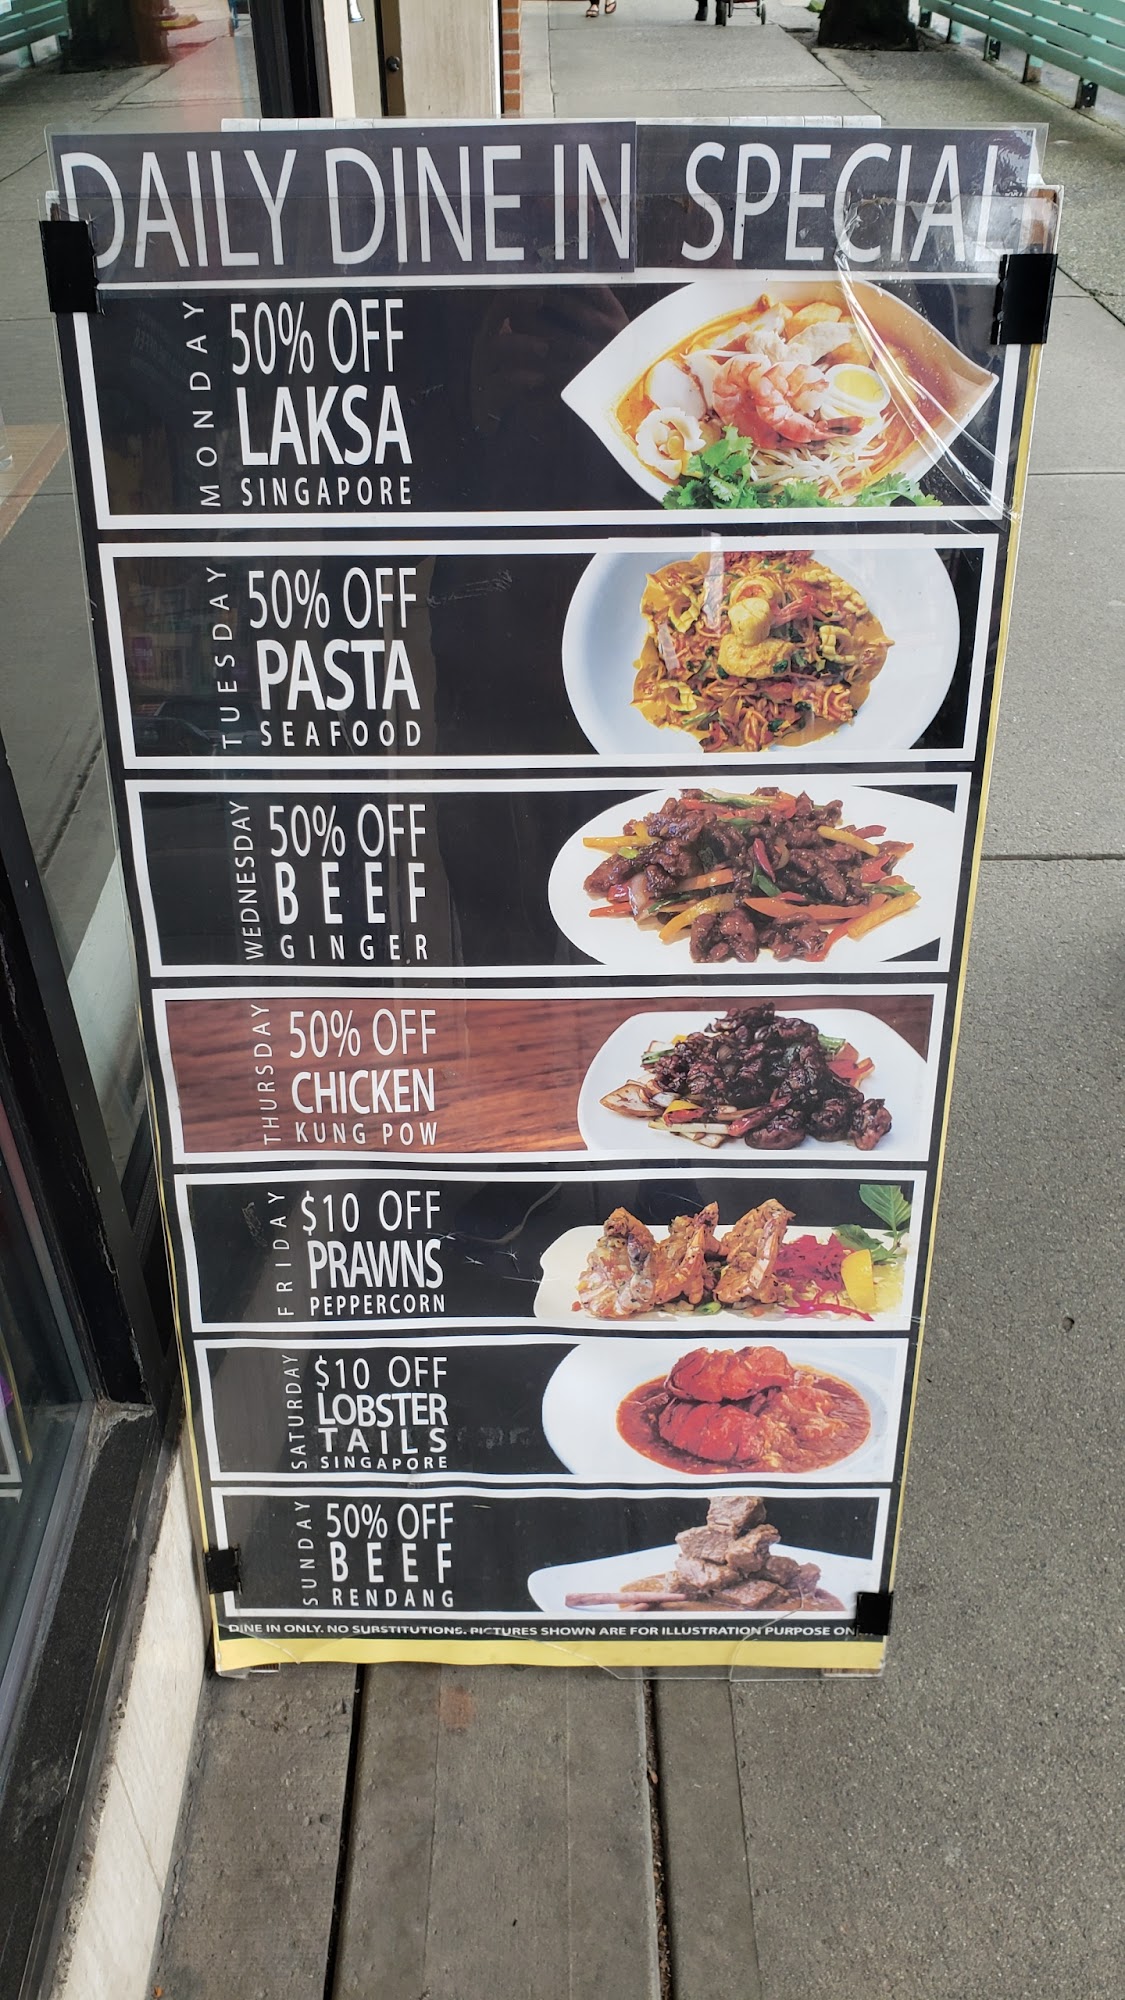 DAILY DINE IN SPECIAL
MONDAY
50% OFF
LAKSA
SINGAPORE
TUESDAY
50% OFF
PASTA
SEAFOOD
WEDNESDAY
50% OFF
BEEF
GINGER
THURSDAY
50% OFF
CHICKEN
KUNG POW
FRIDAY
$10 OFF
PRAWNS
PEPPERCORN
SATURDAY
$10 OFF
LOBSTER
TAILS
SINGAPORE
SUNDAY
50% OFF
BEEF
RENDANG
DINE IN ONLY. NO SUBSTITUTIONS. PICTURES SHOWN ARE FOR ILLUSTRATION PURPOSE